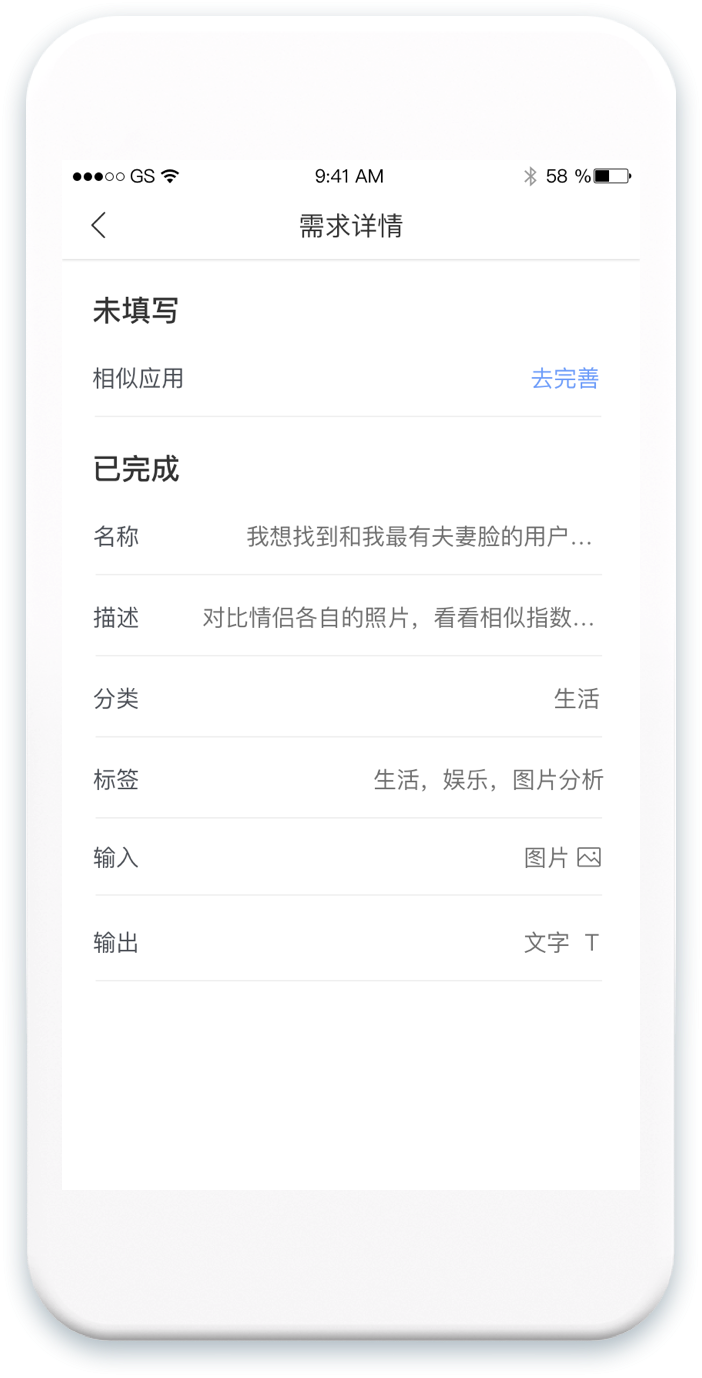 GS 9:41 AM 58 %
需求详情
未填写
相似应用 去完善
已完成
名称 我想找到和我最有夫妻脸的用户...
描述 对比情侣各自的照片，看看相似指数...
分类 生活
标签 生活，娱乐，图片分析
输入 图片
输出 文字 T